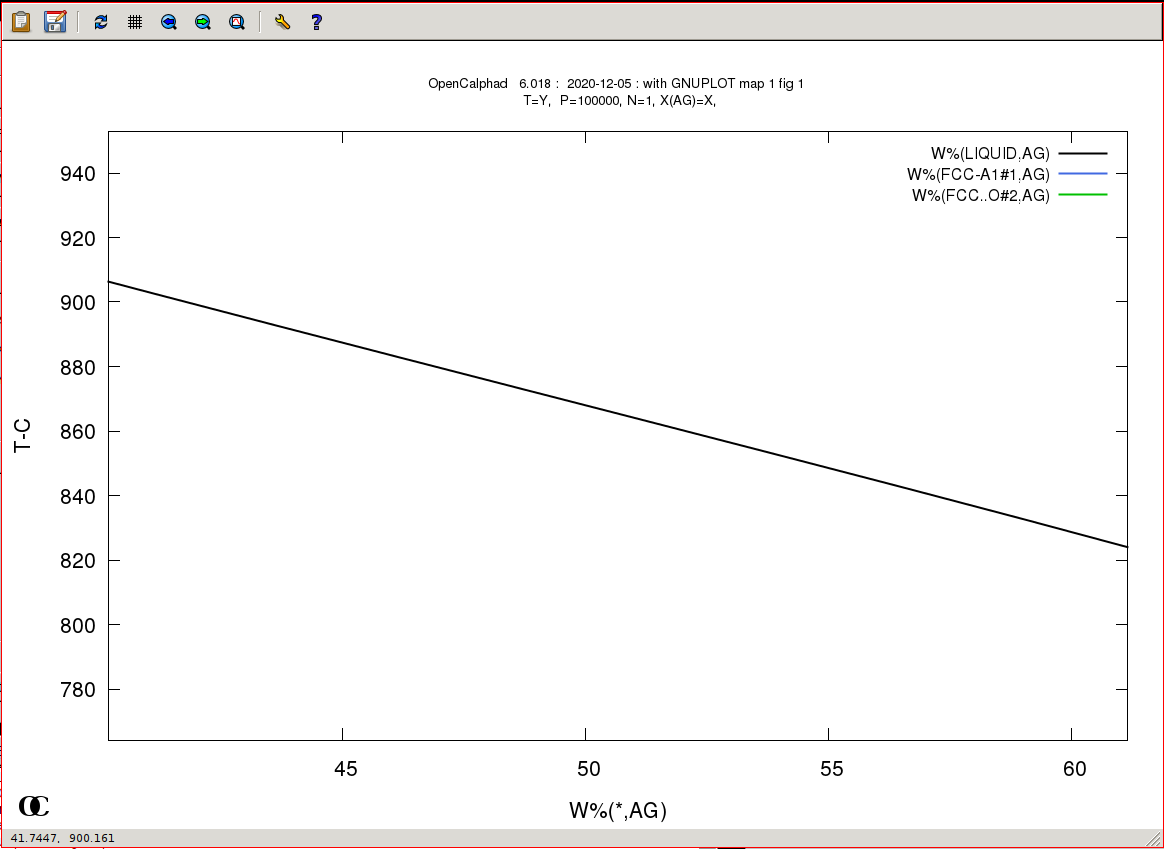 OpenCalphad 6.018 : 2020-12-05 : with GNUPLOT map 1 fig 1
T=Y, P=100000, N=1, X(AG)=X,
W%(LIQUID,AG)
W%(FCC-A1#1,AG)
W%(FCC..O#2,AG)
940
920
900
880
860
840
820
800
780
T-C
45 50 55 60
W%(*,AG)
OC
41.7447, 900.161